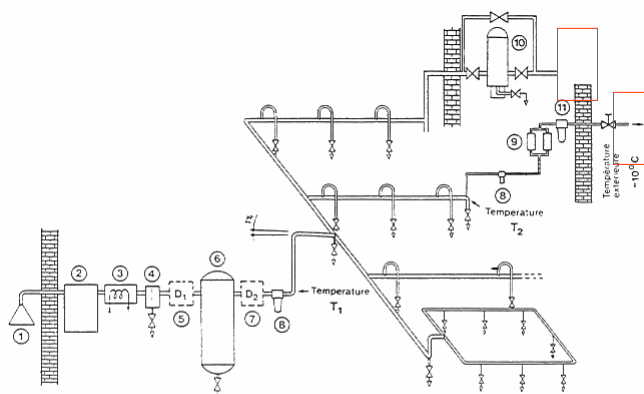 10
11
9
8
Température
extérieure
-10°C
Temperature
T2
6
2
3
4
D1
D2
Temperature
T1
1
5
7
8